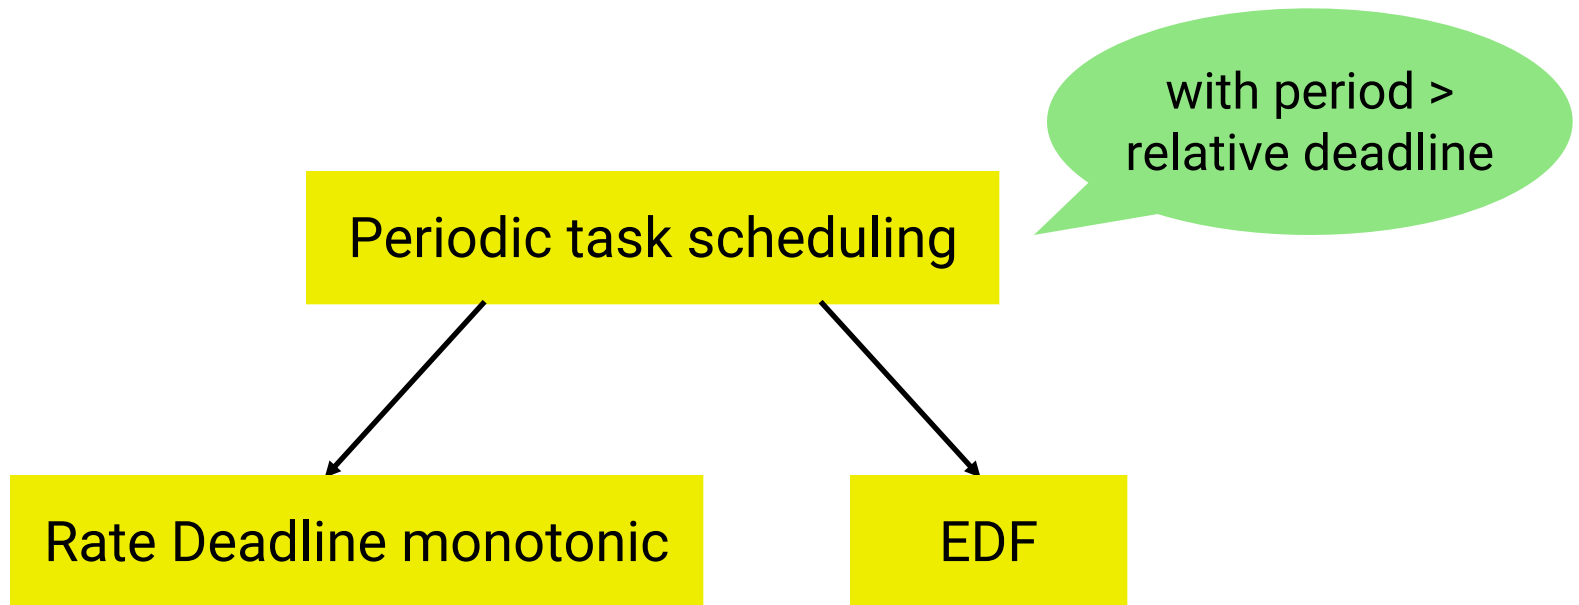 with period >
relative deadline
Periodic task scheduling
Rate Deadline monotonic
EDF